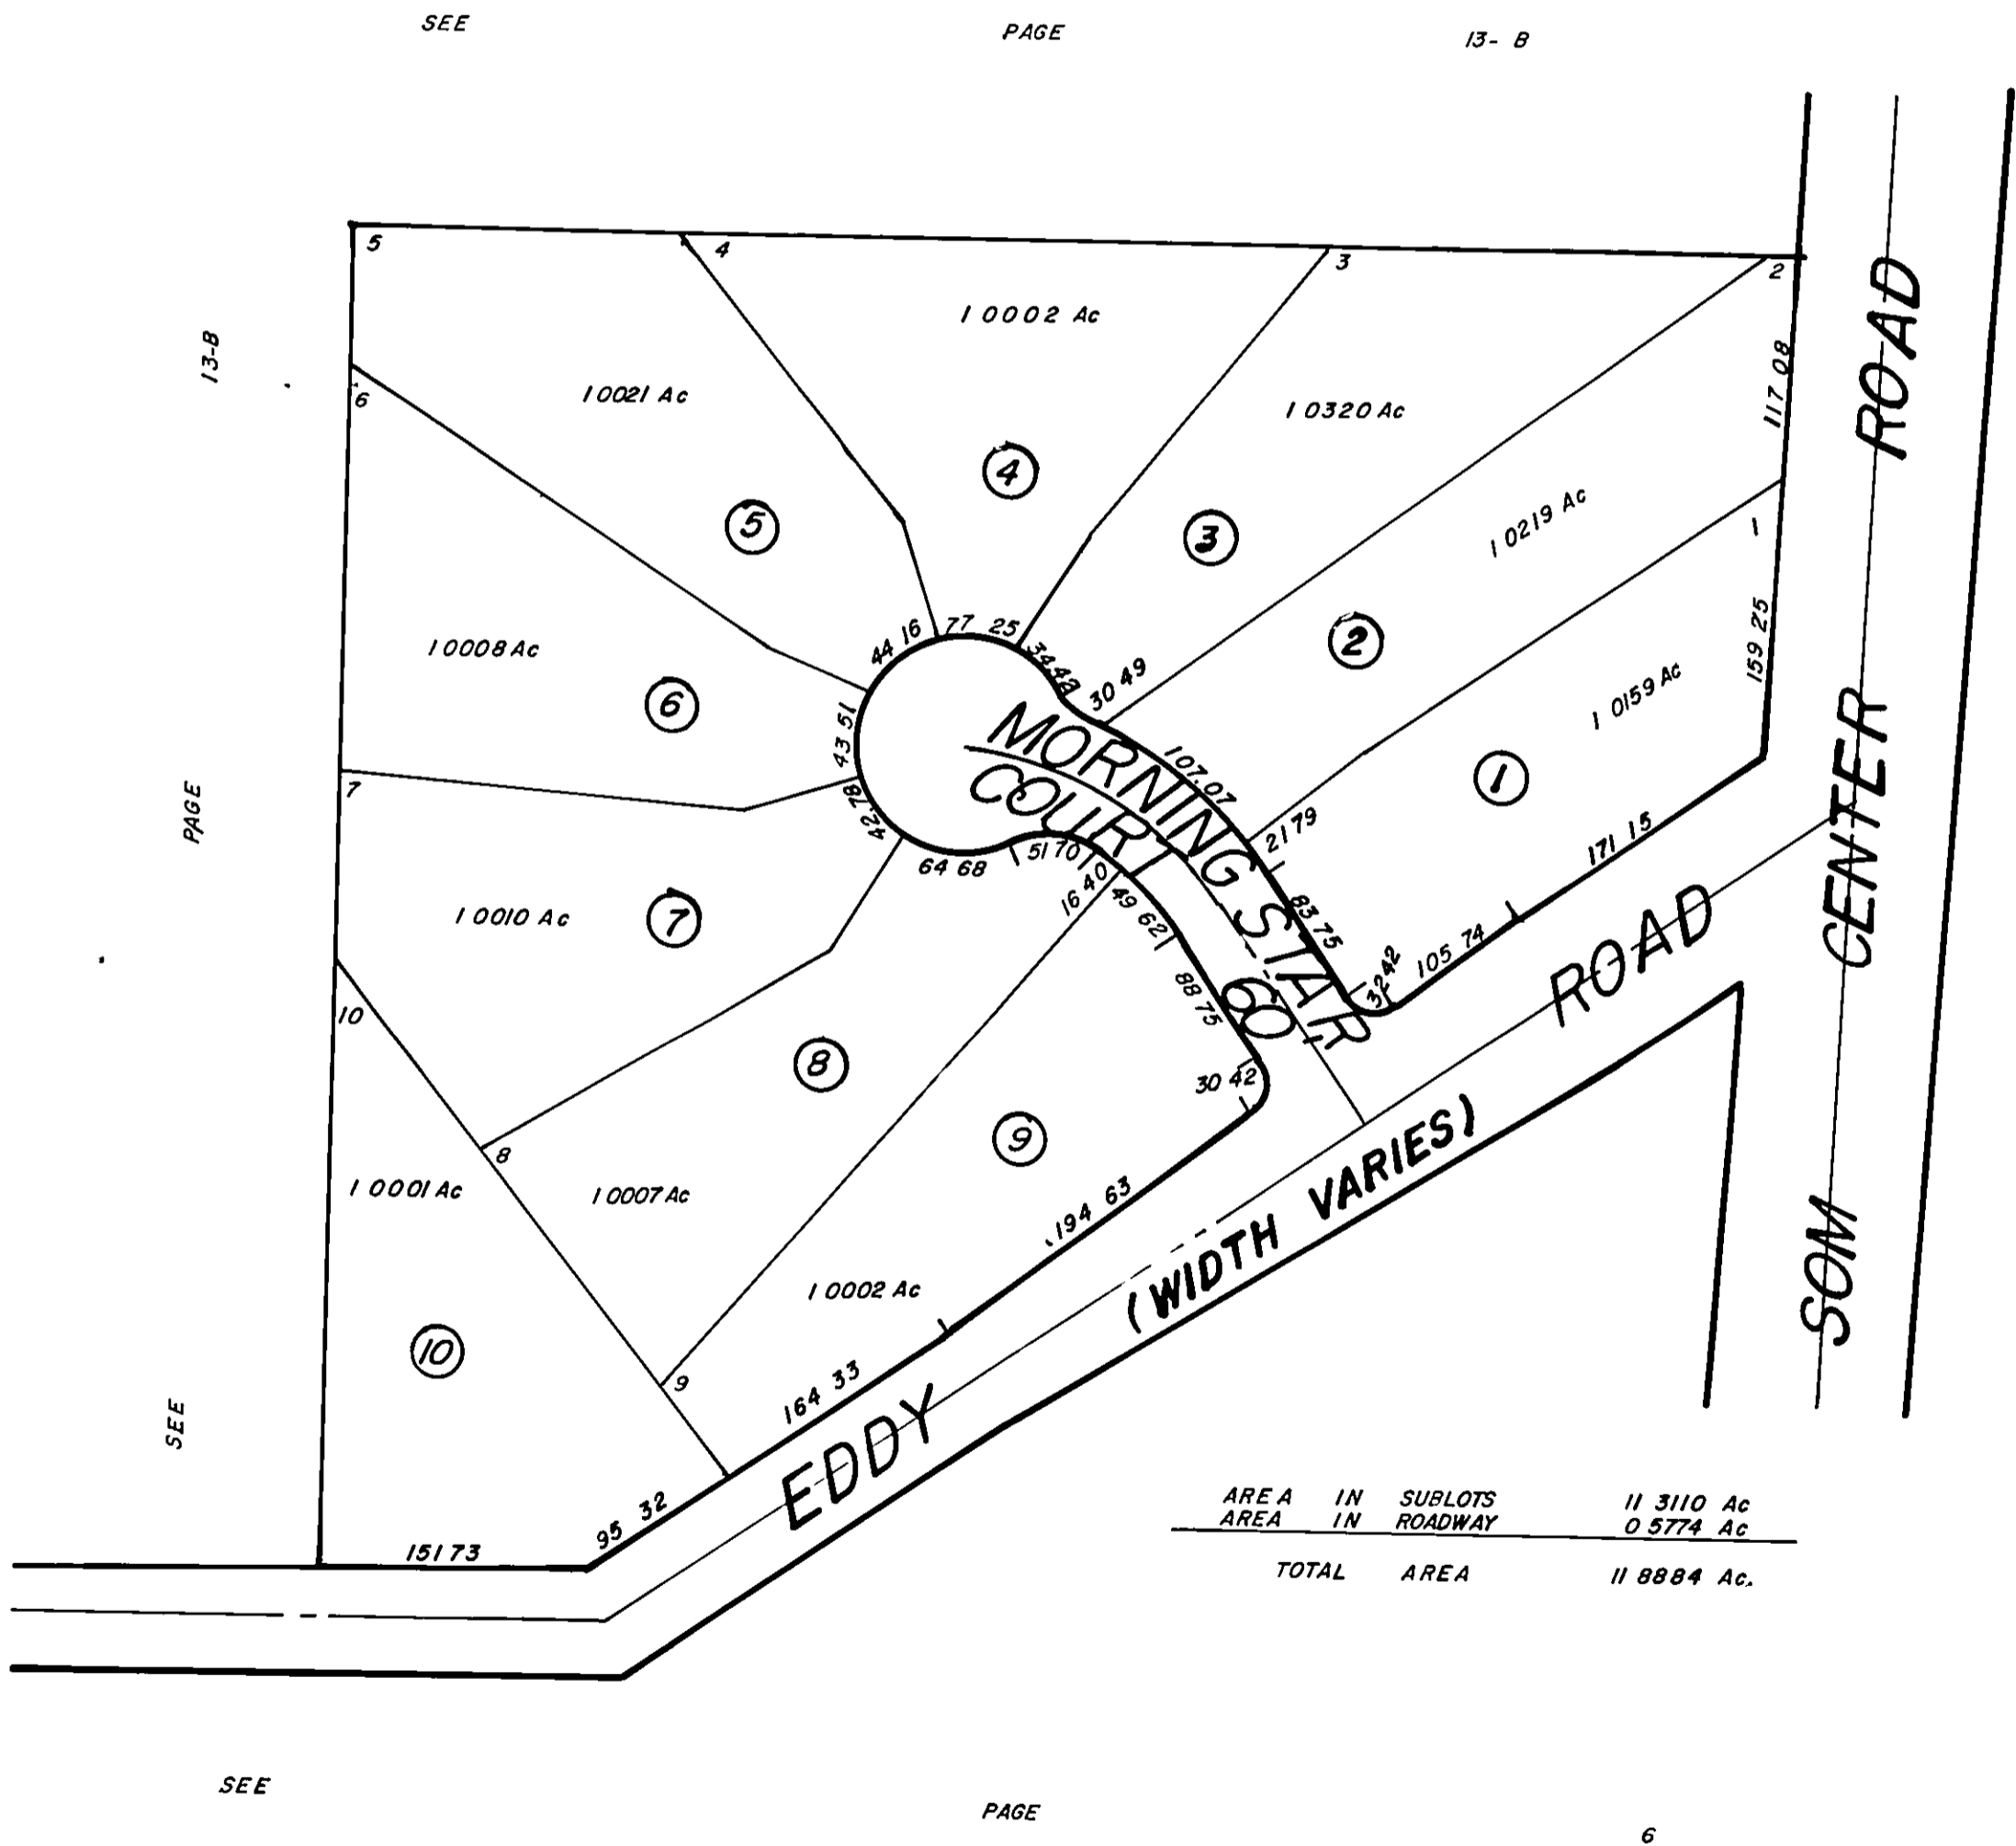 SEE PAGE 13-B
5
4
3
2
1 0002 Ac
13-B
117 08
ROAD
6
1 0021 Ac
1 0320 Ac
4
5
3
1 0219 Ac
1
159 25
1 0008 Ac
44 16
77 25
34.42
30 49
2
1 0159 Ac
6
43 51
MORNING STAR
COURT
60
107.07
1
CENTER
7
42.78
PAGE
64 68
51 70
16 40
49 62
21 79
171 15
1 0010 Ac
7
83 75
32 42
105 74
ROAD
88 75
10
8
30 42
9
(WIDTH VARIES)
8
1 0001 Ac
1 0007 Ac
194 63
SOM
1 0002 Ac
10
9
164 33
EDDY
SEE
95 32
151 73
AREA IN SUBLOTS 11 3110 Ac
AREA IN ROADWAY 0 5774 Ac
TOTAL AREA 11 8884 Ac.
SEE PAGE 6